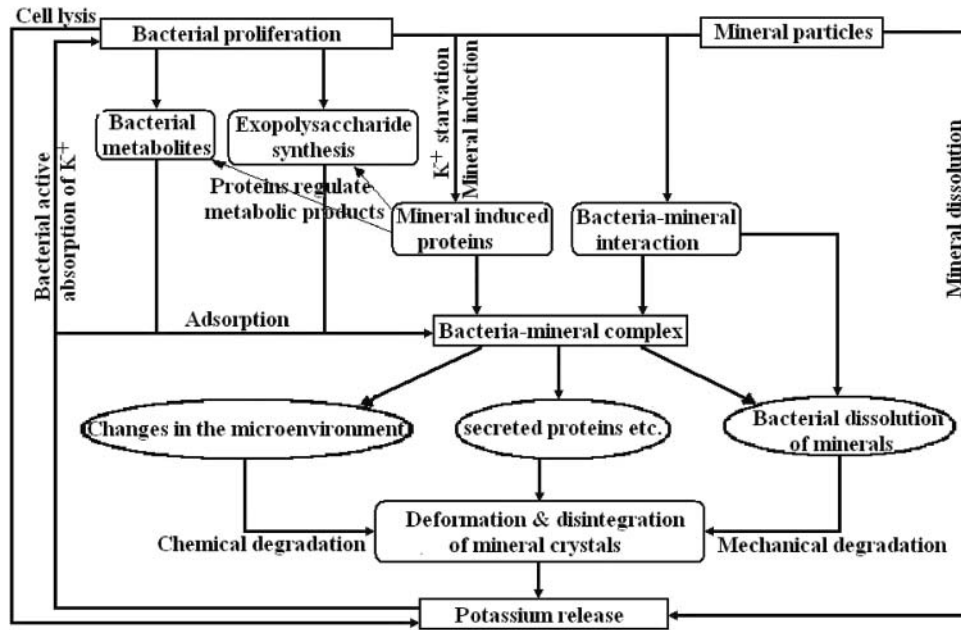 Cell lysis
Bacterial proliferation
Mineral particles
Bacterial
metabolites
Exopolysaccharide
synthesis
K+ starvation
Mineral induction
Mineral dissolution
Bacterial active
absorption of K+
Proteins regulate
metabolic products
Mineral induced
proteins
Bacteria-mineral
interaction
Adsorption
Bacteria-mineral complex
Changes in the microenvironment
secreted proteins etc.
Bacterial dissolution
of minerals
Deformation & disintegration
of mineral crystals
Chemical degradation
Mechanical degradation
Potassium release